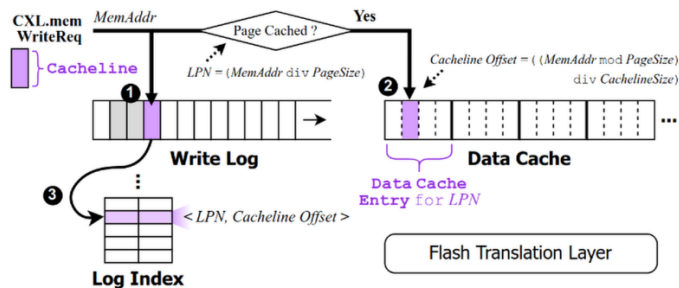 CXL.mem
WriteReq
MemAddr
Page Cached ?
Yes
Cacheline
LPN = (MemAddr div PageSize)
Cacheline Offset = ((MemAddr mod PageSize)
div CachelineSize)
1
2
Write Log
Data Cache
...
3
...
Data Cache
Entry for LPN
< LPN, Cacheline Offset >
Flash Translation Layer
Log Index